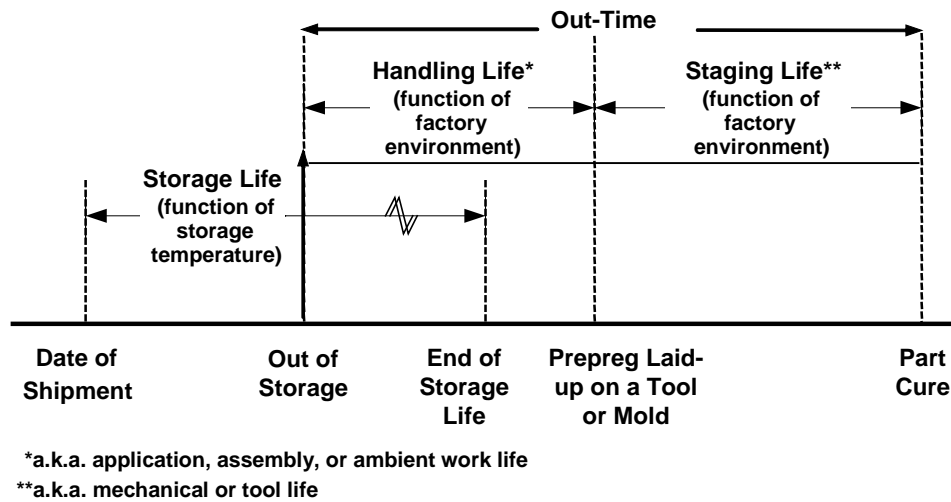 Out-Time
Handling Life*
(function of
factory
environment)
Staging Life**
(function of
factory
environment)
Storage Life
(function of
storage
temperature)
Date of
Shipment
Out of
Storage
End of
Storage
Life
Prepreg Laid-
up on a Tool
or Mold
Part
Cure
*a.k.a. application, assembly, or ambient work life
**a.k.a. mechanical or tool life